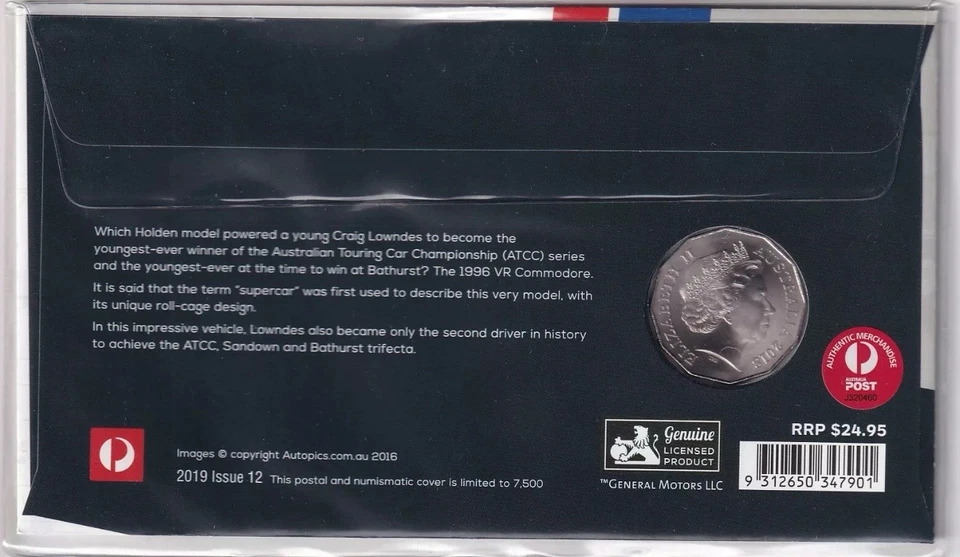 Which Holden model powered a young Craig Lowndes to become the
youngest-ever winner of the Australian Touring Car Championship (ATCC) series
and the youngest-ever at the time to win at Bathurst? The 1996 VR Commodore.
It is said that the term "supercar" was first used to describe this very model, with
its unique roll-cage design.
In this impressive vehicle, Lowndes also became only the second driver in history
to achieve the ATCC, Sandown and Bathurst trifecta.
ELIZABETH II AUSTRALIA 2016
AUTHENTIC MERCHANDISE
AUSTRALIA
POST
J320460
RRP $24.95
Images © copyright Autopics.com.au 2016
2019 Issue 12 This postal and numismatic cover is limited to 7,500
Genuine
LICENSED
PRODUCT
™GENERAL MOTORS LLC
9 312650 347901